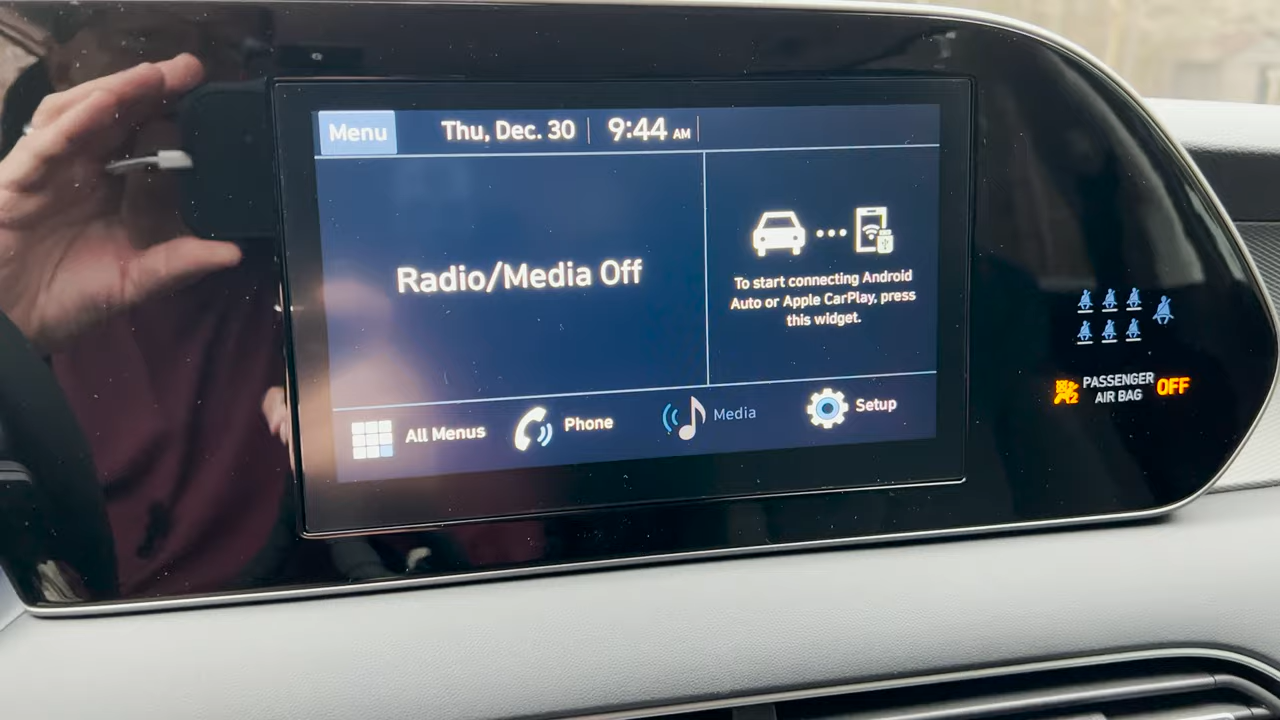 Menu
Thu, Dec. 30
9:44 AM
Radio/Media Off
To start connecting Android
Auto or Apple CarPlay, press
this widget.
All Menus
Phone
Media
Setup
PASSENGER
AIR BAG
OFF